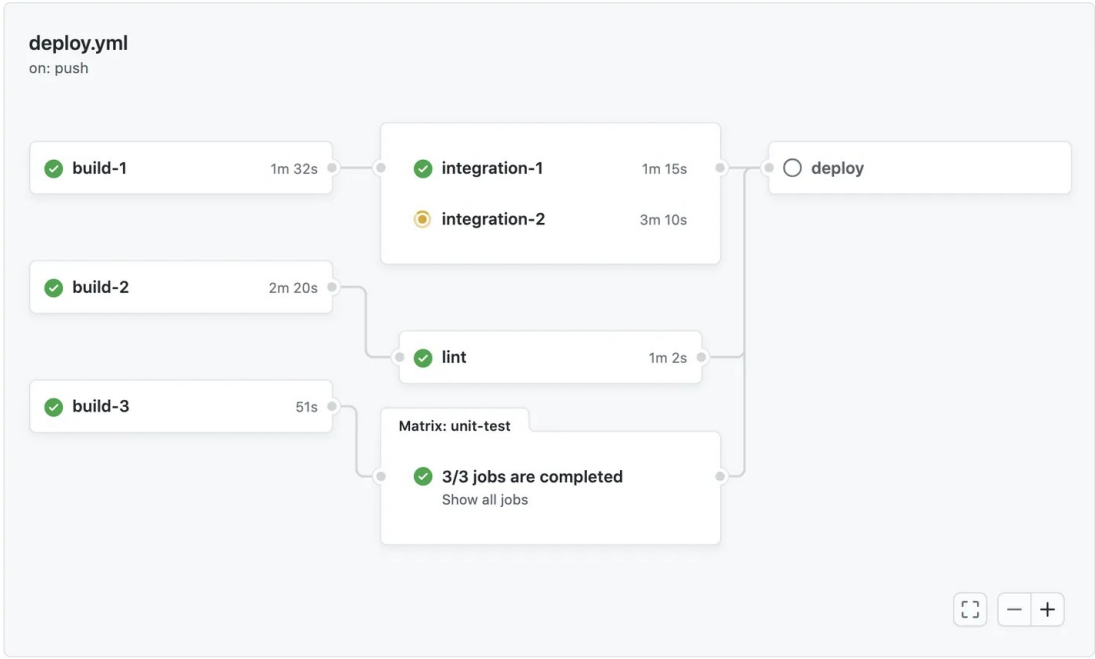 deploy.yml
on: push
build-1 1m 32s
integration-1 1m 15s
deploy
integration-2 3m 10s
build-2 2m 20s
lint 1m 2s
build-3 51s
Matrix: unit-test
3/3 jobs are completed
Show all jobs